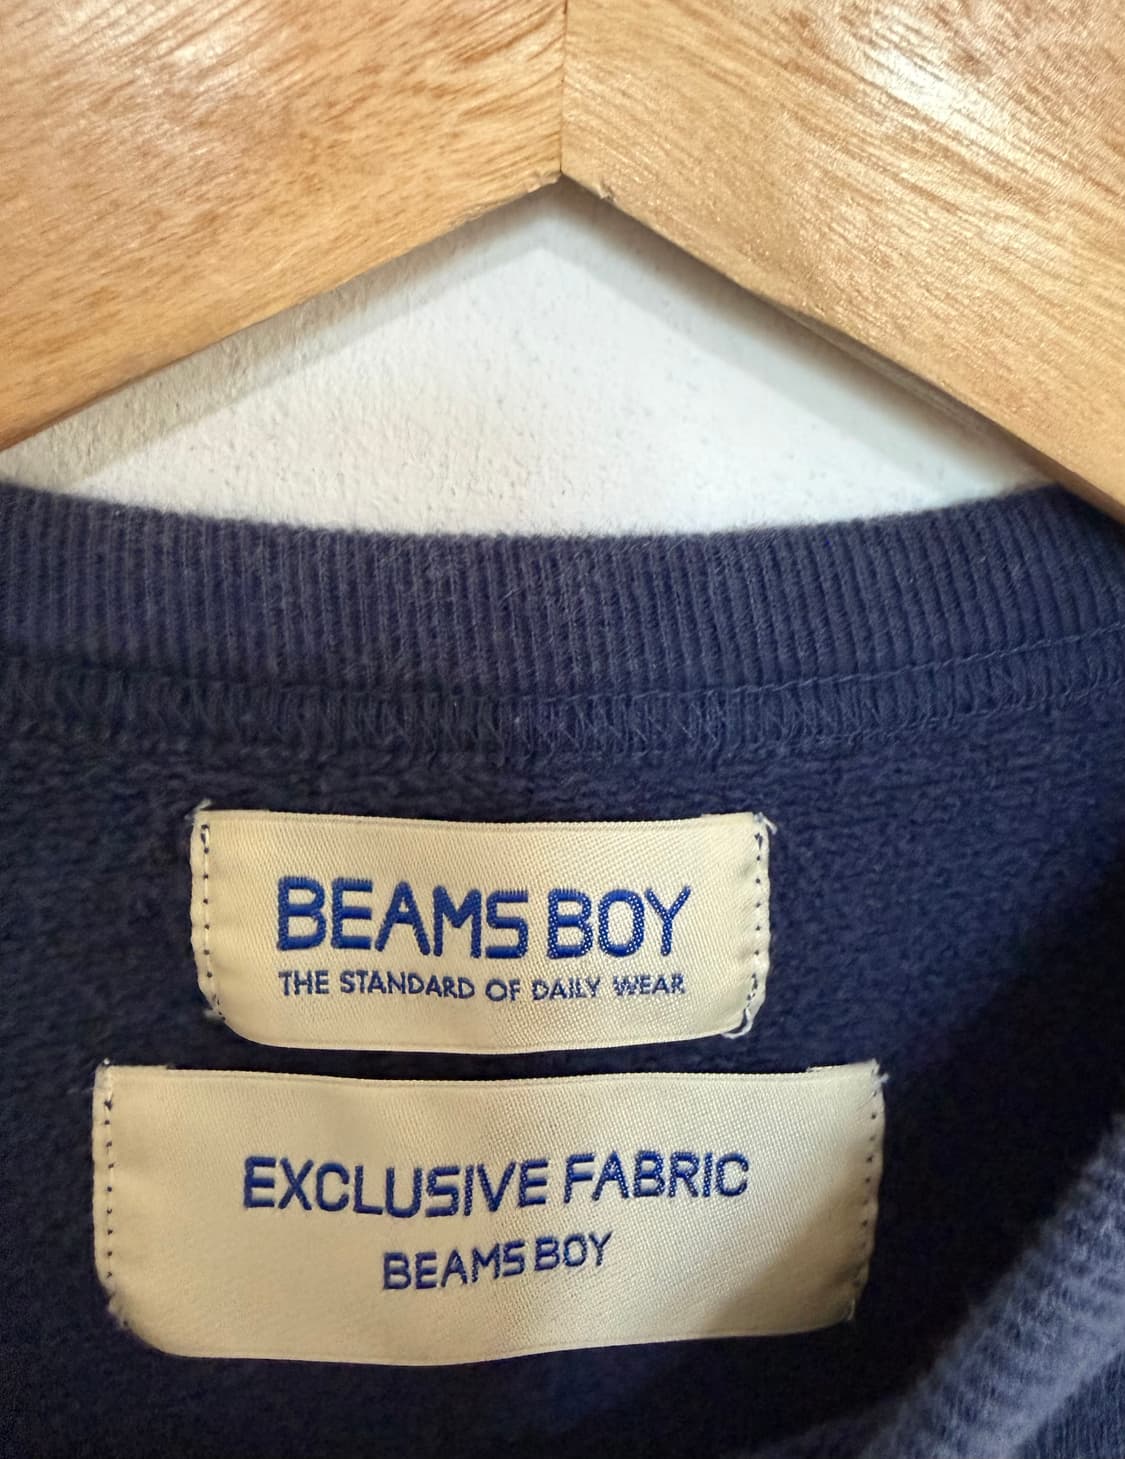 BEAMS BOY
THE STANDARD OF DAILY WEAR
EXCLUSIVE FABRIC
BEAMS BOY